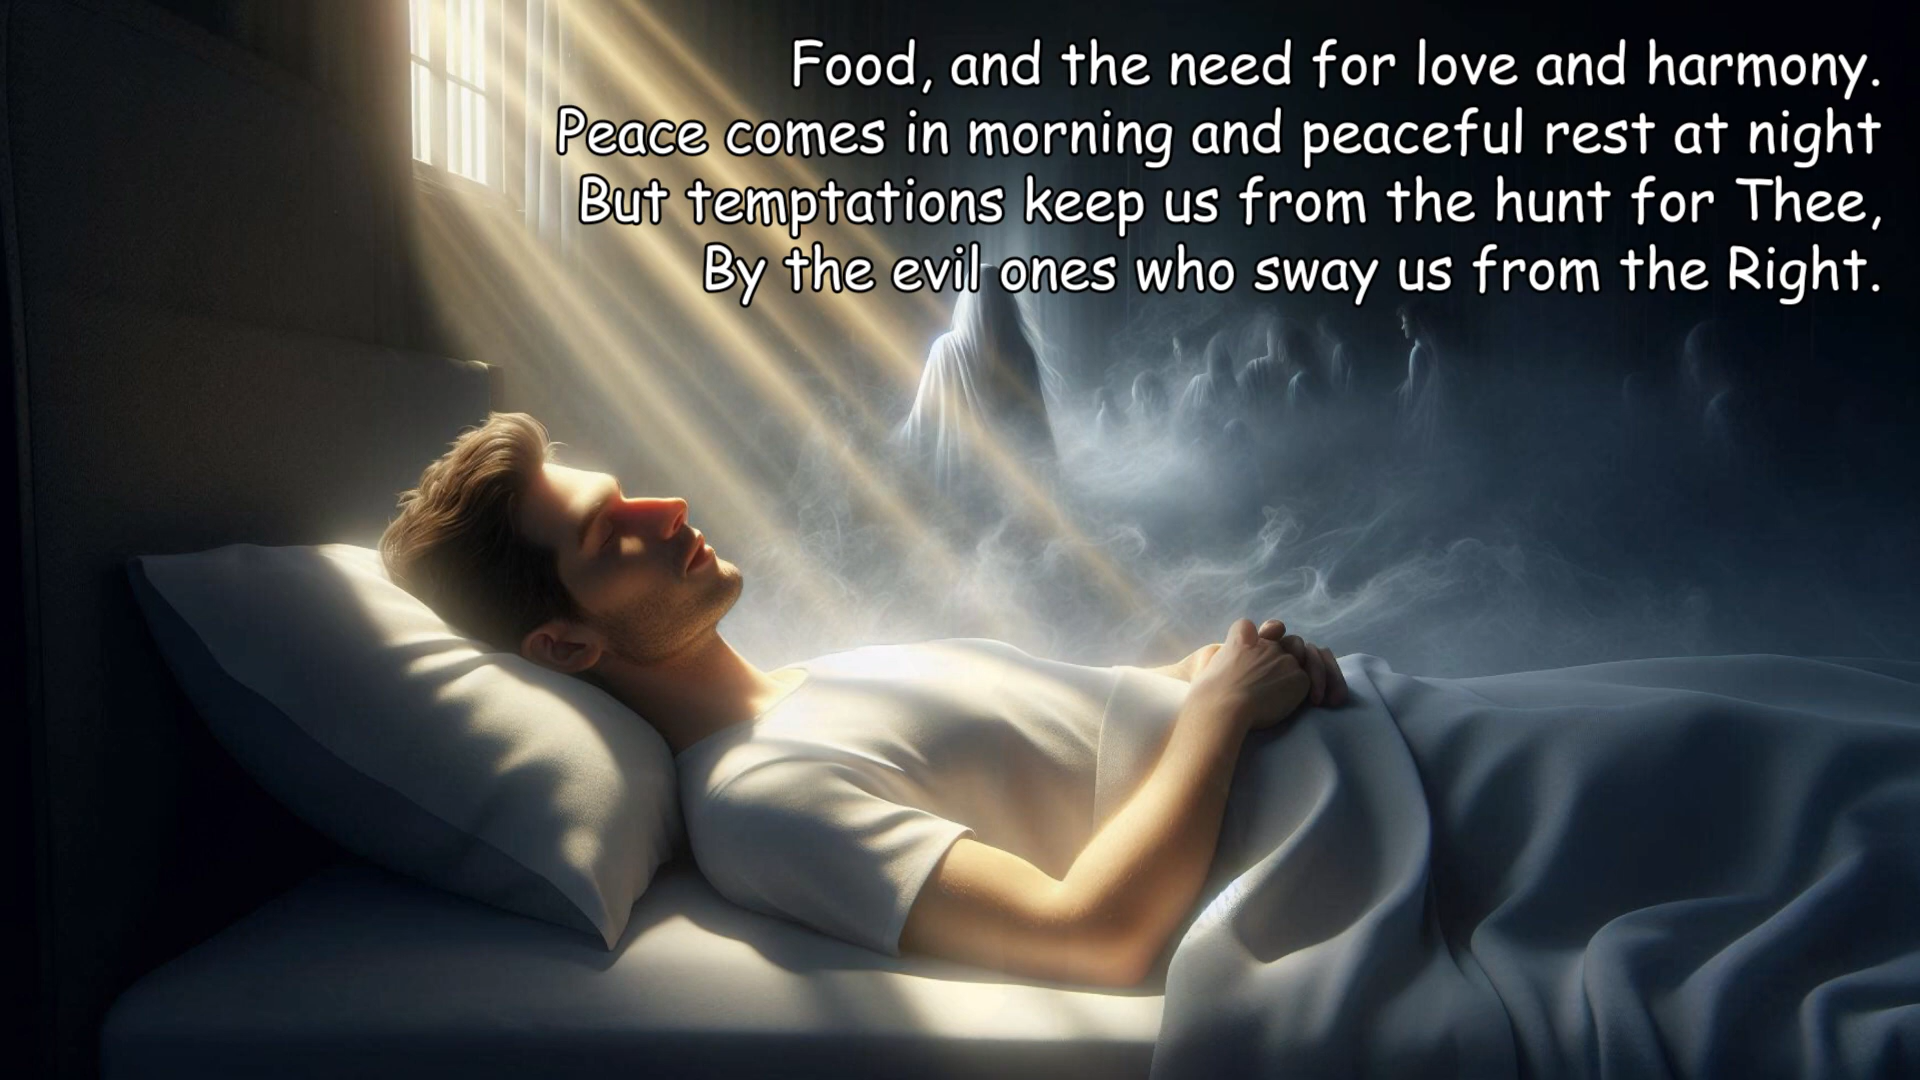 Food, and the need for love and harmony.
Peace comes in morning and peaceful rest at night
But temptations keep us from the hunt for Thee,
By the evil ones who sway us from the Right.